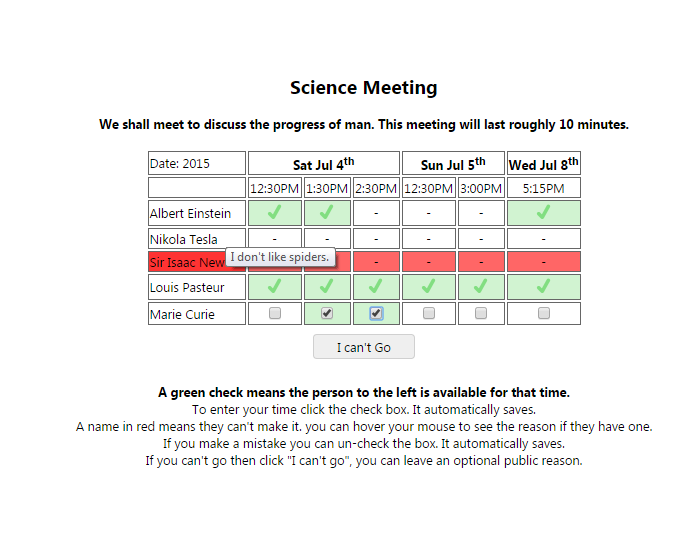 Science Meeting
We shall meet to discuss the progress of man. This meeting will last roughly 10 minutes.
Date: 2015 Sat Jul 4th Sun Jul 5th Wed Jul 8th
12:30PM 1:30PM 2:30PM 12:30PM 3:00PM 5:15PM
Albert Einstein - - -
Nikola Tesla - - - - - -
I don't like spiders.
Sir Isaac New - - - -
Louis Pasteur
Marie Curie
I can't Go
A green check means the person to the left is available for that time.
To enter your time click the check box. It automatically saves.
A name in red means they can't make it. you can hover your mouse to see the reason if they have one.
If you make a mistake you can un-check the box. It automatically saves.
If you can't go then click "I can't go", you can leave an optional public reason.